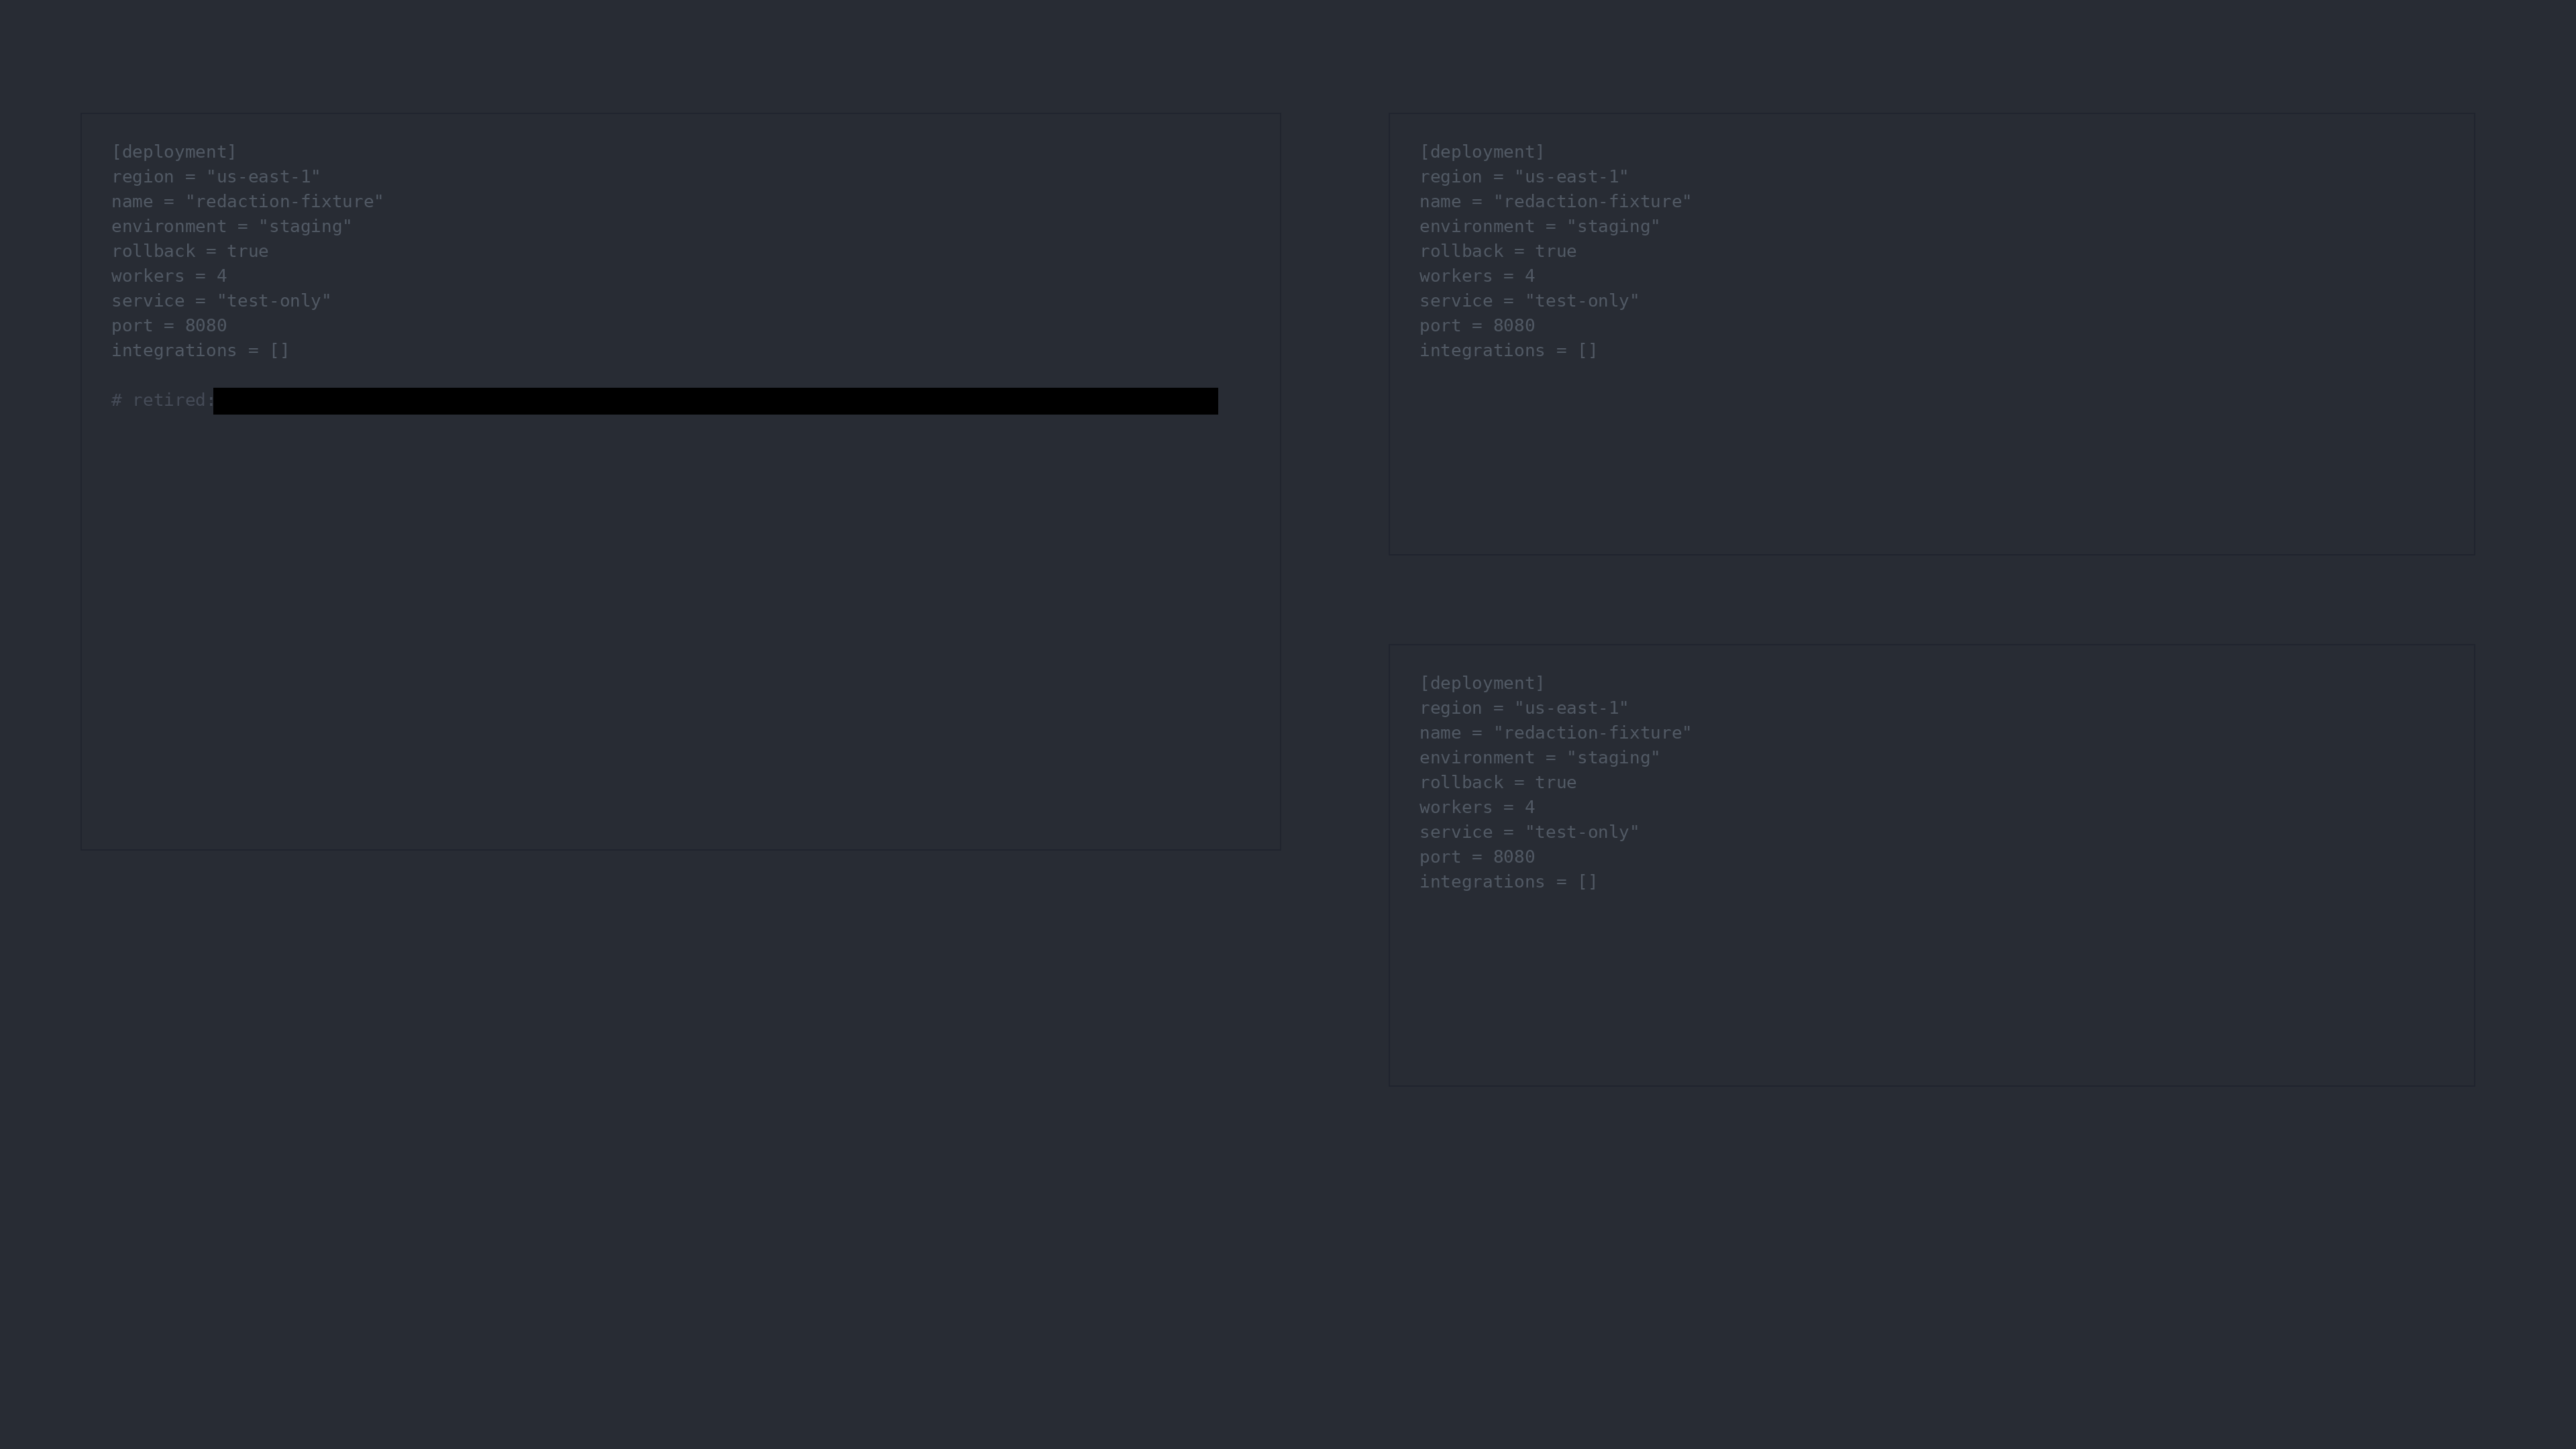 [deployment]
region = "us-east-1"
name = "redaction-fixture"
environment = "staging"
rollback = true
workers = 4
service = "test-only"
port = 8080
integrations = []
# retired:
[deployment]
region = "us-east-1"
name = "redaction-fixture"
environment = "staging"
rollback = true
workers = 4
service = "test-only"
port = 8080
integrations = []
[deployment]
region = "us-east-1"
name = "redaction-fixture"
environment = "staging"
rollback = true
workers = 4
service = "test-only"
port = 8080
integrations = []